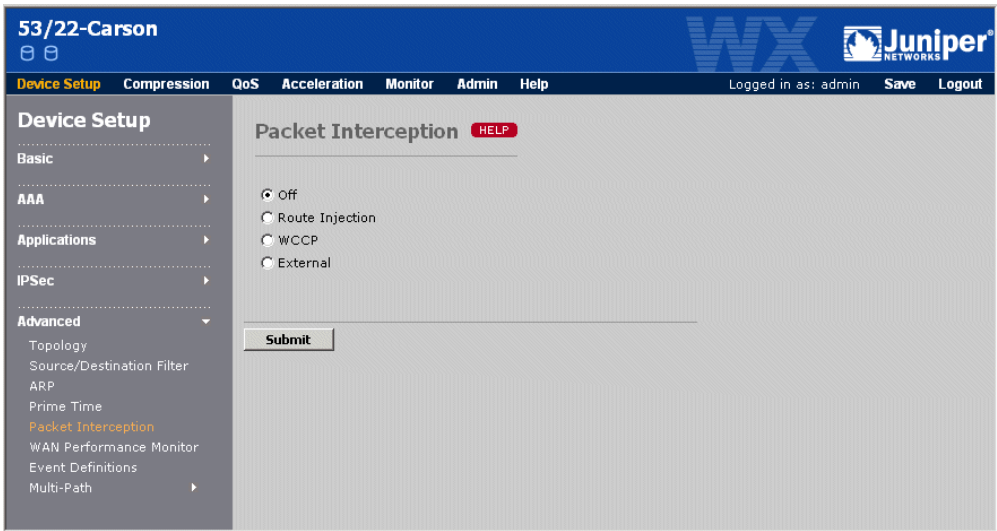 53/22-Carson
WX
Juniper®
NETWORKS
Device Setup Compression QoS Acceleration Monitor Admin Help Logged in as: admin Save Logout
Device Setup
Basic
AAA
Applications
IPSec
Advanced
Topology
Source/Destination Filter
ARP
Prime Time
Packet Interception
WAN Performance Monitor
Event Definitions
Multi-Path
Packet Interception HELP
Off
Route Injection
WCCP
External
Submit